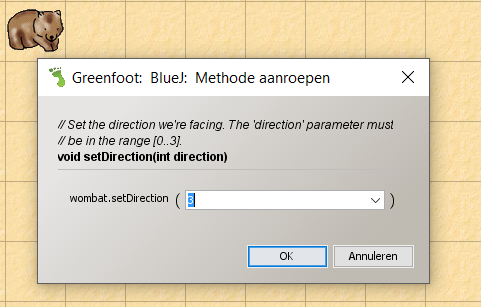 Greenfoot: BlueJ: Methode aanroepen
// Set the direction we're facing. The 'direction' parameter must
// be in the range [0..3].
void setDirection(int direction)
wombat.setDirection ( 3 )
OK Annuleren